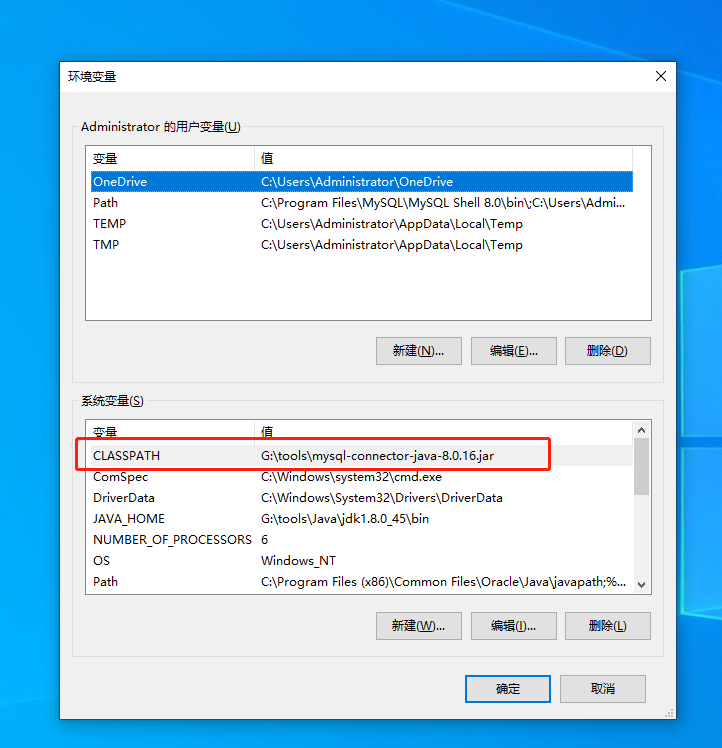 环境变量
Administrator 的用户变量(U)
变量 值
OneDrive C:\Users\Administrator\OneDrive
Path C:\Program Files\MySQL\MySQL Shell 8.0\bin\;C:\Users\Admi...
TEMP C:\Users\Administrator\AppData\Local\Temp
TMP C:\Users\Administrator\AppData\Local\Temp
新建(N)... 编辑(E)... 删除(D)
系统变量(S)
变量 值
CLASSPATH G:\tools\mysql-connector-java-8.0.16.jar
ComSpec C:\Windows\system32\cmd.exe
DriverData C:\Windows\System32\Drivers\DriverData
JAVA_HOME G:\tools\Java\jdk1.8.0_45\bin
NUMBER_OF_PROCESSORS 6
OS Windows_NT
Path C:\Program Files (x86)\Common Files\Oracle\Java\javapath;%...
新建(W)... 编辑(I)... 删除(L)
确定 取消